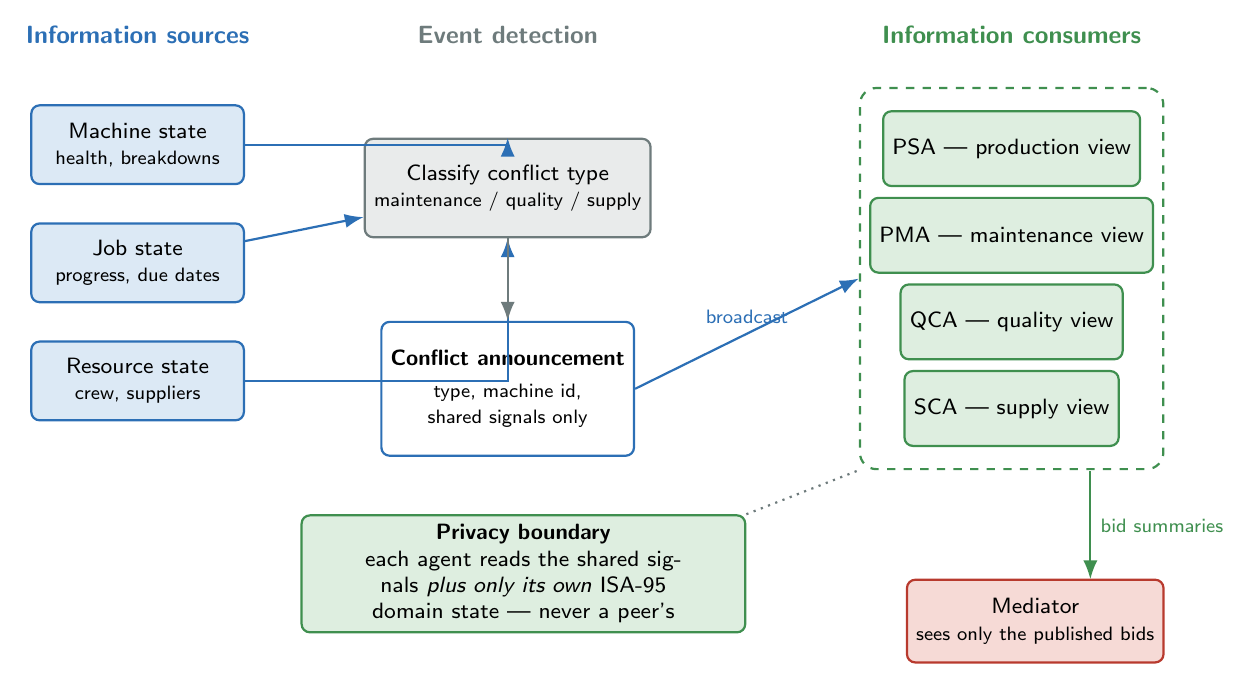 Information sources
Event detection
Information consumers
Machine state
health, breakdowns
Job state
progress, due dates
Resource state
crew, suppliers
Classify conflict type
maintenance / quality / supply
Conflict announcement
type, machine id,
shared signals only
broadcast
PSA — production view
PMA — maintenance view
QCA — quality view
SCA — supply view
Privacy boundary
each agent reads the shared sig-
nals plus only its own ISA-95
domain state — never a peer's
bid summaries
Mediator
sees only the published bids